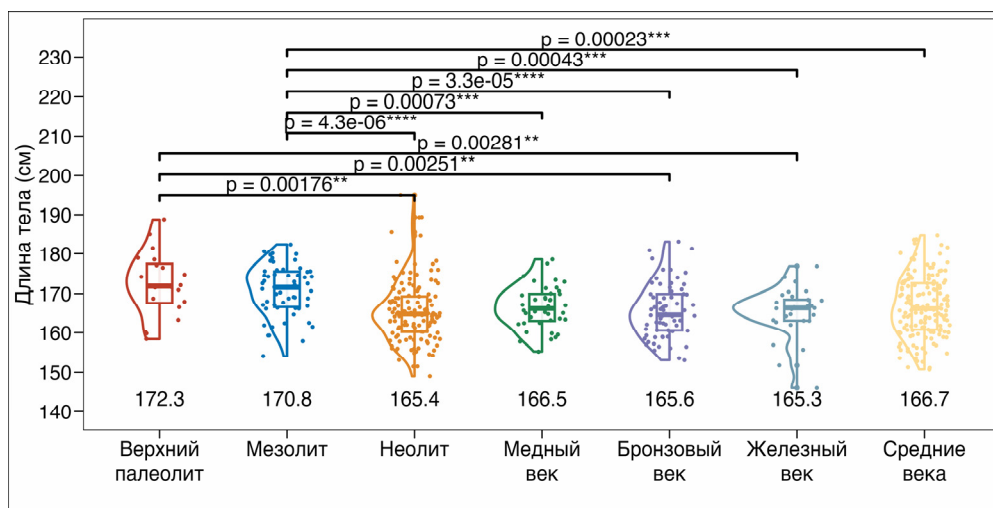 p = 0.00023***
p = 0.00043***
p = 3.3e-05****
p = 0.00073***
p = 4.3e-06****
p = 0.00281**
p = 0.00251**
p = 0.00176**
Длина тела (см)
230
220
210
200
190
180
170
160
150
140
172.3 170.8 165.4 166.5 165.6 165.3 166.7
Верхний Мезолит Неолит Медный Бронзовый Железный Средние
палеолит век век век века